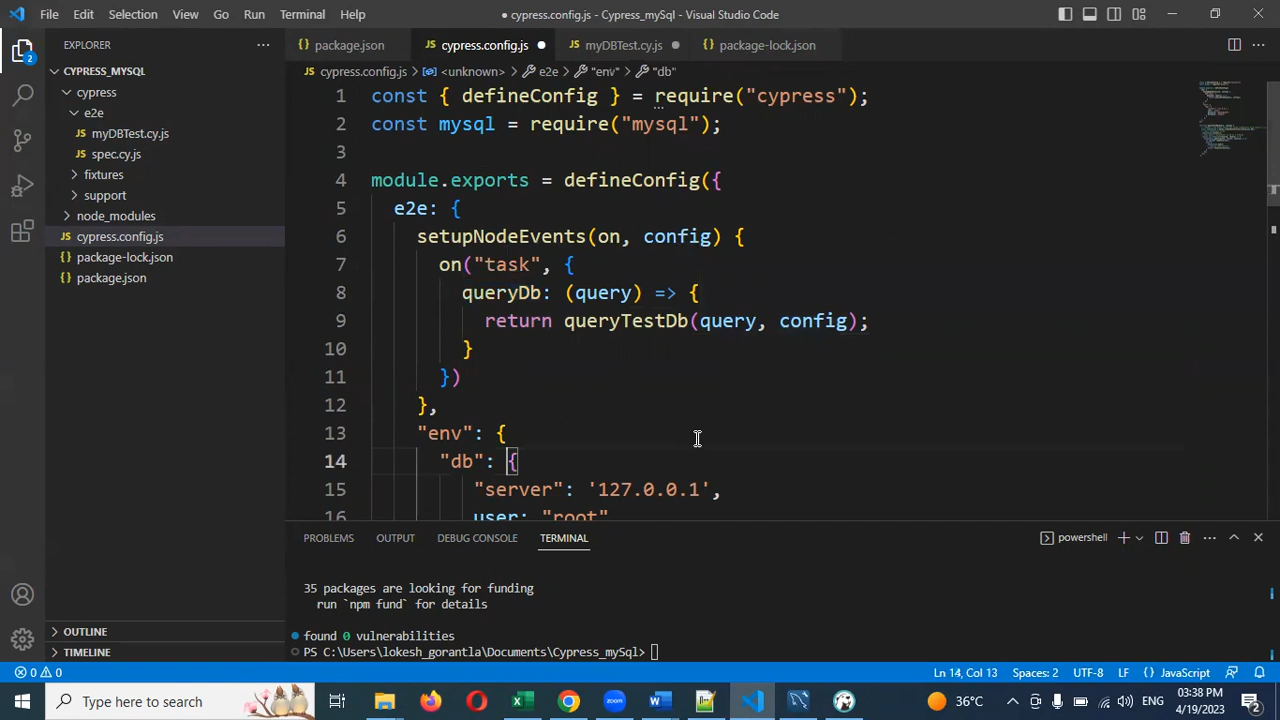 File Edit Selection View Go Run Terminal Help
● cypress.config.js - Cypress_mySql - Visual Studio Code
2
EXPLORER
CYPRESS_MYSQL
cypress
e2e
myDBTest.cy.js
spec.cy.js
fixtures
support
node_modules
cypress.config.js
package-lock.json
package.json
OUTLINE
TIMELINE
package.json cypress.config.js ● myDBTest.cy.js ● package-lock.json
cypress.config.js > <unknown> > e2e > "env" > "db"
1 const { defineConfig } = require("cypress");
2 const mysql = require("mysql");
3
4 module.exports = defineConfig({
5 e2e: {
6 setupNodeEvents(on, config) {
7 on("task", {
8 queryDb: (query) => {
9 return queryTestDb(query, config);
10 }
11 })
12 },
13 "env": {
14 "db": {
15 "server": '127.0.0.1',
16 user: "root"
PROBLEMS OUTPUT DEBUG CONSOLE TERMINAL
powershell
35 packages are looking for funding
run `npm fund` for details
found 0 vulnerabilities
PS C:\Users\lokesh_gorantla\Documents\Cypress_mySql>
0 0
Ln 14, Col 13 Spaces: 2 UTF-8 LF {} JavaScript
Type here to search
36°C ENG
03:38 PM
4/19/2023
2